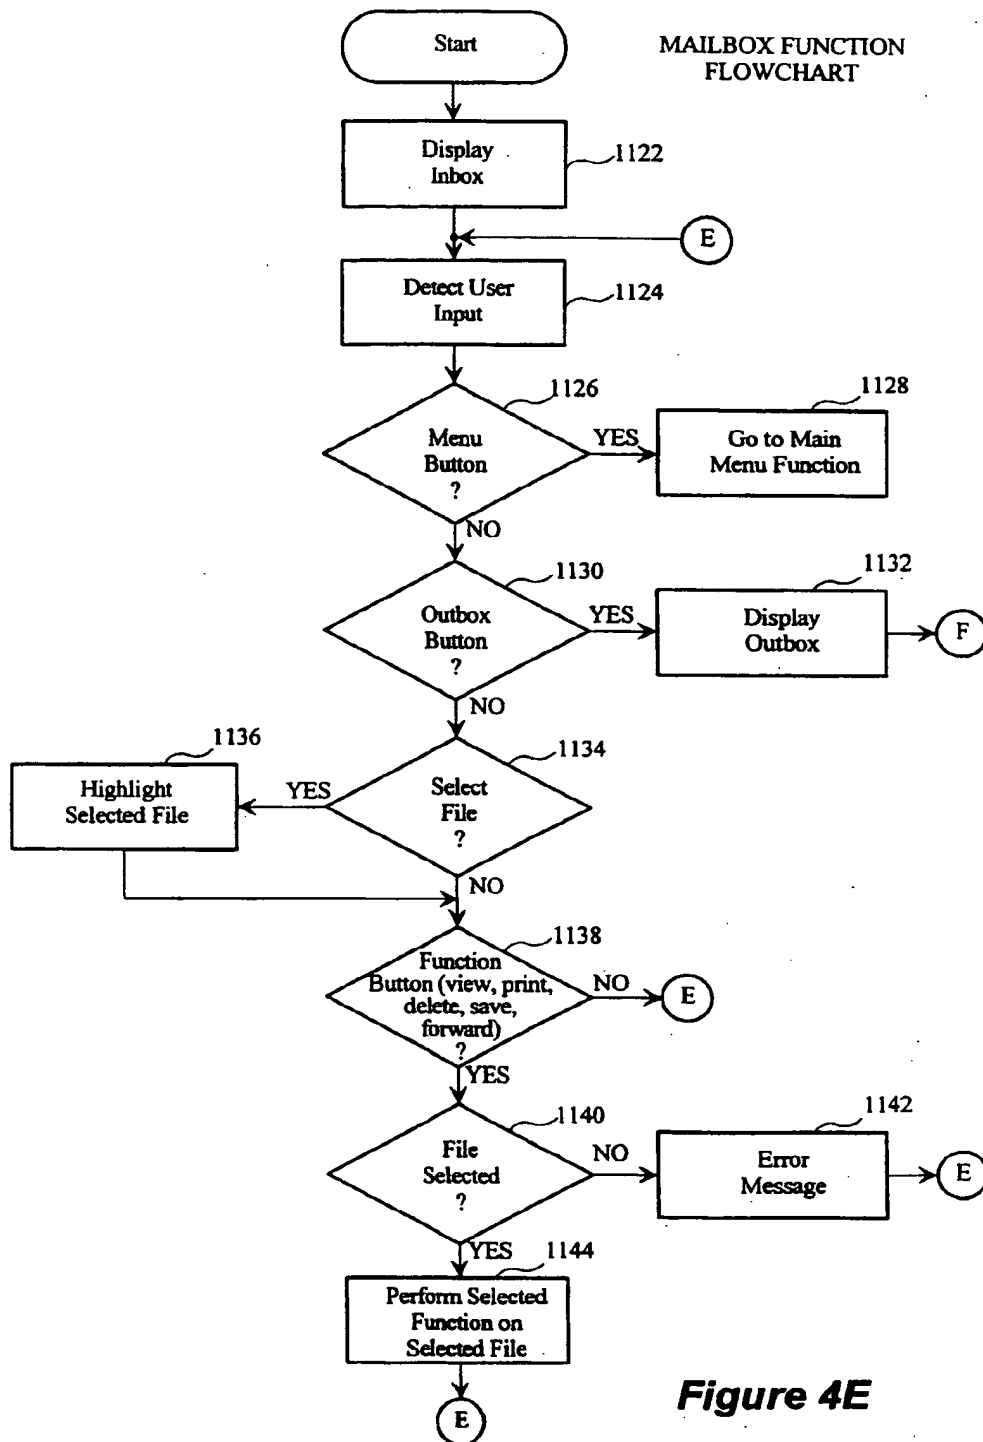 Start
MAILBOX FUNCTION
FLOWCHART
Display
Inbox
1122
E
Detect User
Input
1124
1126
Menu
Button
?
YES
1128
Go to Main
Menu Function
NO
1130
Outbox
Button
?
YES
1132
Display
Outbox
F
NO
1134
Select
File
?
YES
1136
Highlight
Selected File
NO
1138
Function
Button (view, print,
delete, save,
forward)
?
NO
E
YES
1140
File
Selected
?
NO
1142
Error
Message
E
YES
1144
Perform Selected
Function on
Selected File
E
Figure 4E